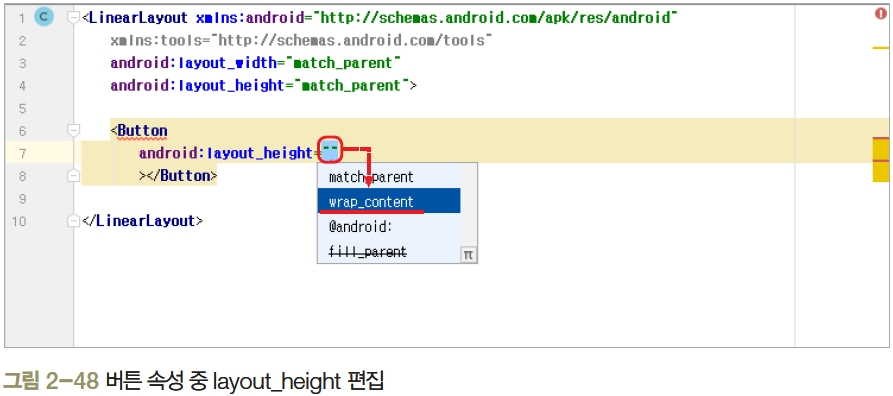 1 C <LinearLayout xmlns:android="http://schemas.android.com/apk/res/android"
2 xmlns:tools="http://schemas.android.com/tools"
3 android:layout_width="match_parent"
4 android:layout_height="match_parent">
5
6 <Button
7 android:layout_height=""
8 ></Button>
9
10 </LinearLayout>
match_parent
wrap_content
@android:
fill_parent
π
그림 2-48 버튼 속성 중 layout_height 편집